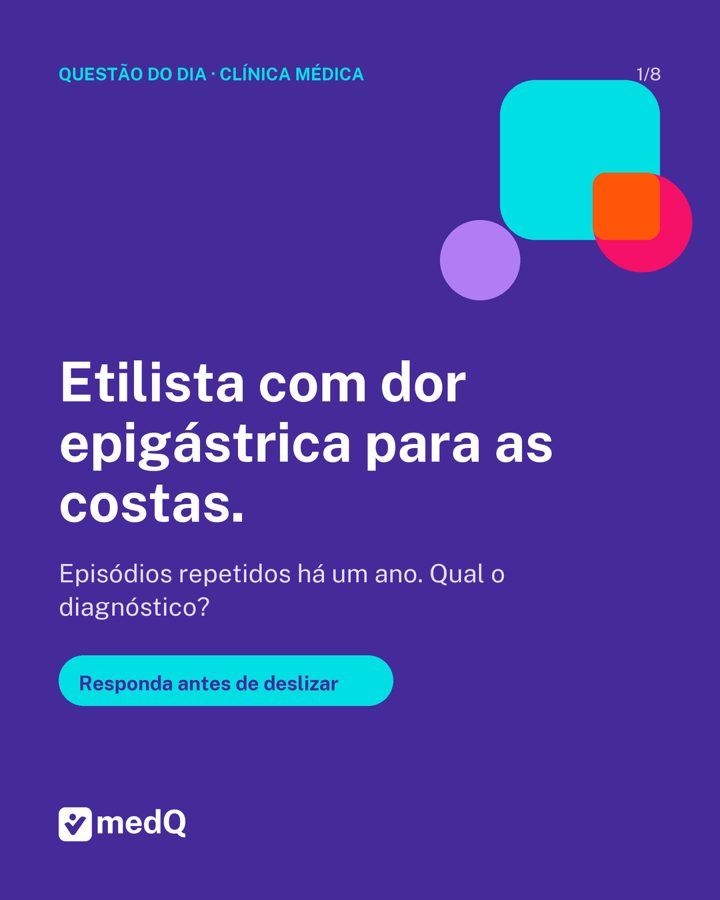 QUESTÃO DO DIA · CLÍNICA MÉDICA
1/8
Etilista com dor
epigástrica para as
costas.
Episódios repetidos há um ano. Qual o
diagnóstico?
Responda antes de deslizar
medQ